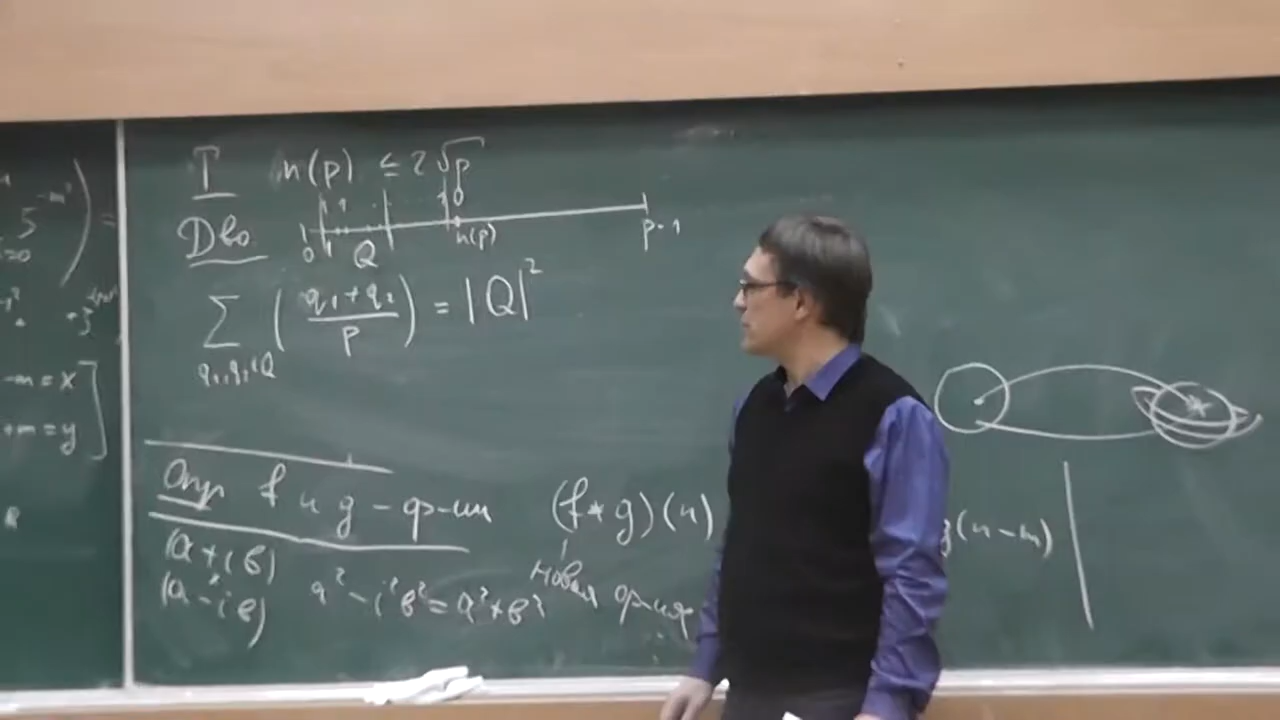 T n(p) ≤ 2√p
Дво
0 1 Q n(p) p-1
∑ ((q₁+q₂)/p) = |Q|²
q₁,q₂∈Q
Опр f и g – ф-ии (f*g)(n)
g(n-m)
новая ф-ия
(a+ib)
(a-ib) a²-i²b²=a²+b²
-m=x
+m=y